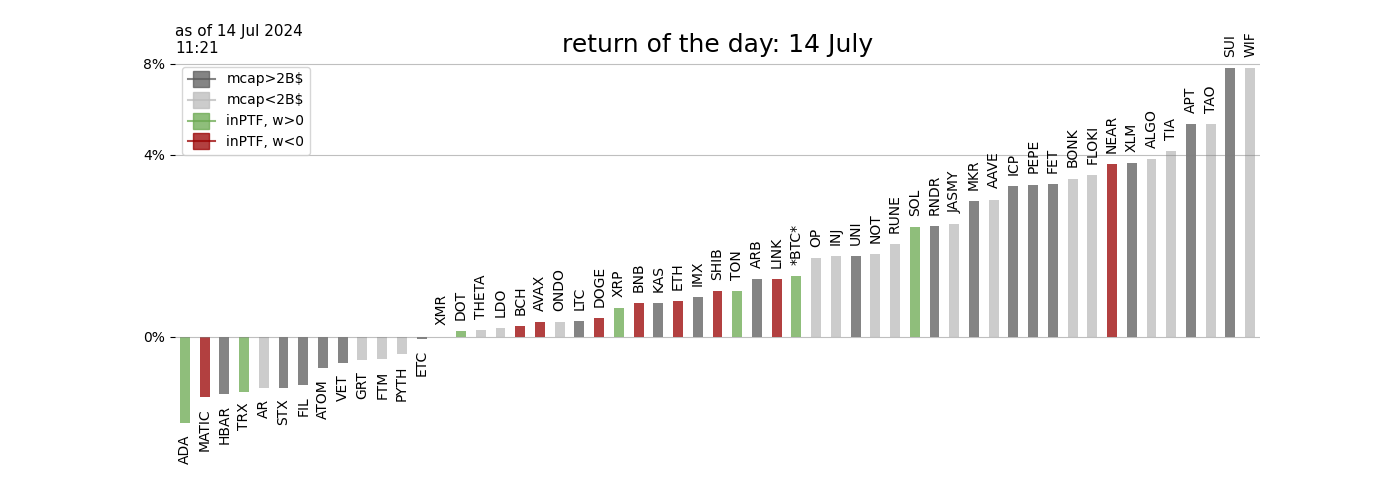 as of 14 Jul 2024
11:21
return of the day: 14 July
8%
4%
0%
mcap>2B$
mcap<2B$
inPTF, w>0
inPTF, w<0
ADA
MATIC
HBAR
TRX
AR
STX
FIL
ATOM
VET
GRT
FTM
PYTH
ETC
XMR
DOT
THETA
LDO
BCH
AVAX
ONDO
LTC
DOGE
XRP
BNB
KAS
ETH
IMX
SHIB
TON
ARB
LINK
*BTC*
OP
INJ
UNI
NOT
RUNE
SOL
RNDR
JASMY
MKR
AAVE
ICP
PEPE
FET
BONK
FLOKI
NEAR
XLM
ALGO
TIA
APT
TAO
SUI
WIF